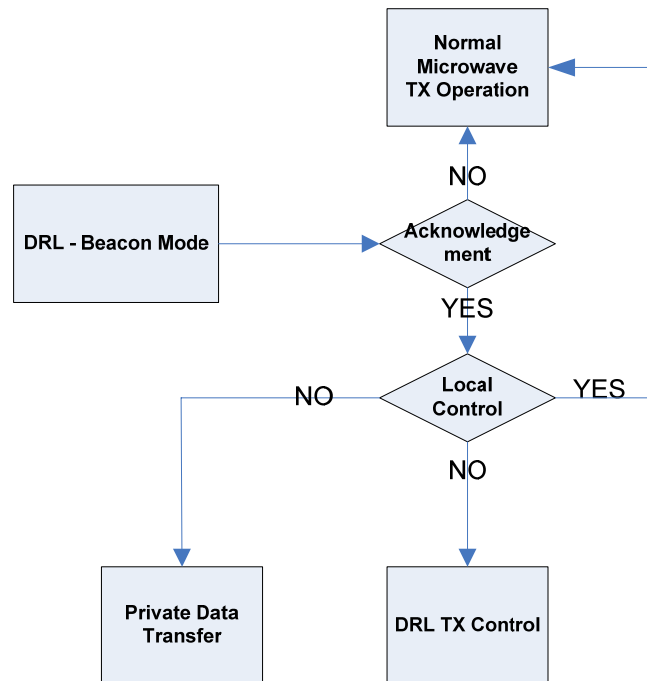 Normal
Microwave
TX Operation
NO
DRL - Beacon Mode
Acknowledge
ment
YES
Local
Control
NO
YES
NO
Private Data
Transfer
DRL TX Control